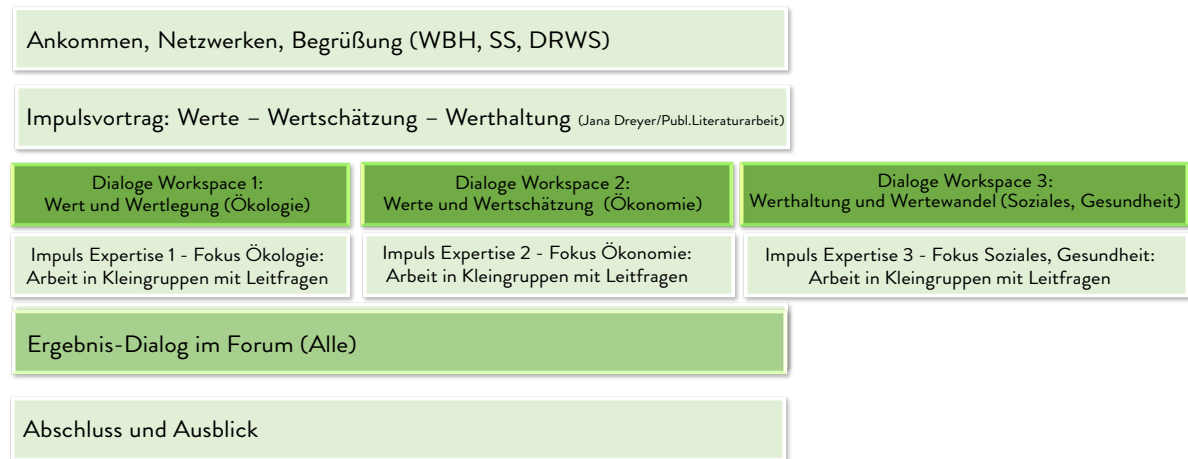 Ankommen, Netzwerken, Begrüßung (WBH, SS, DRWS)
Impulsvortrag: Werte – Wertschätzung – Werthaltung (Jana Dreyer/Publ.Literaturarbeit)
Dialoge Workspace 1:
Wert und Wertlegung (Ökologie)
Dialoge Workspace 2:
Werte und Wertschätzung (Ökonomie)
Dialoge Workspace 3:
Werthaltung und Wertewandel (Soziales, Gesundheit)
Impuls Expertise 1 - Fokus Ökologie:
Arbeit in Kleingruppen mit Leitfragen
Impuls Expertise 2 - Fokus Ökonomie:
Arbeit in Kleingruppen mit Leitfragen
Impuls Expertise 3 - Fokus Soziales, Gesundheit:
Arbeit in Kleingruppen mit Leitfragen
Ergebnis-Dialog im Forum (Alle)
Abschluss und Ausblick